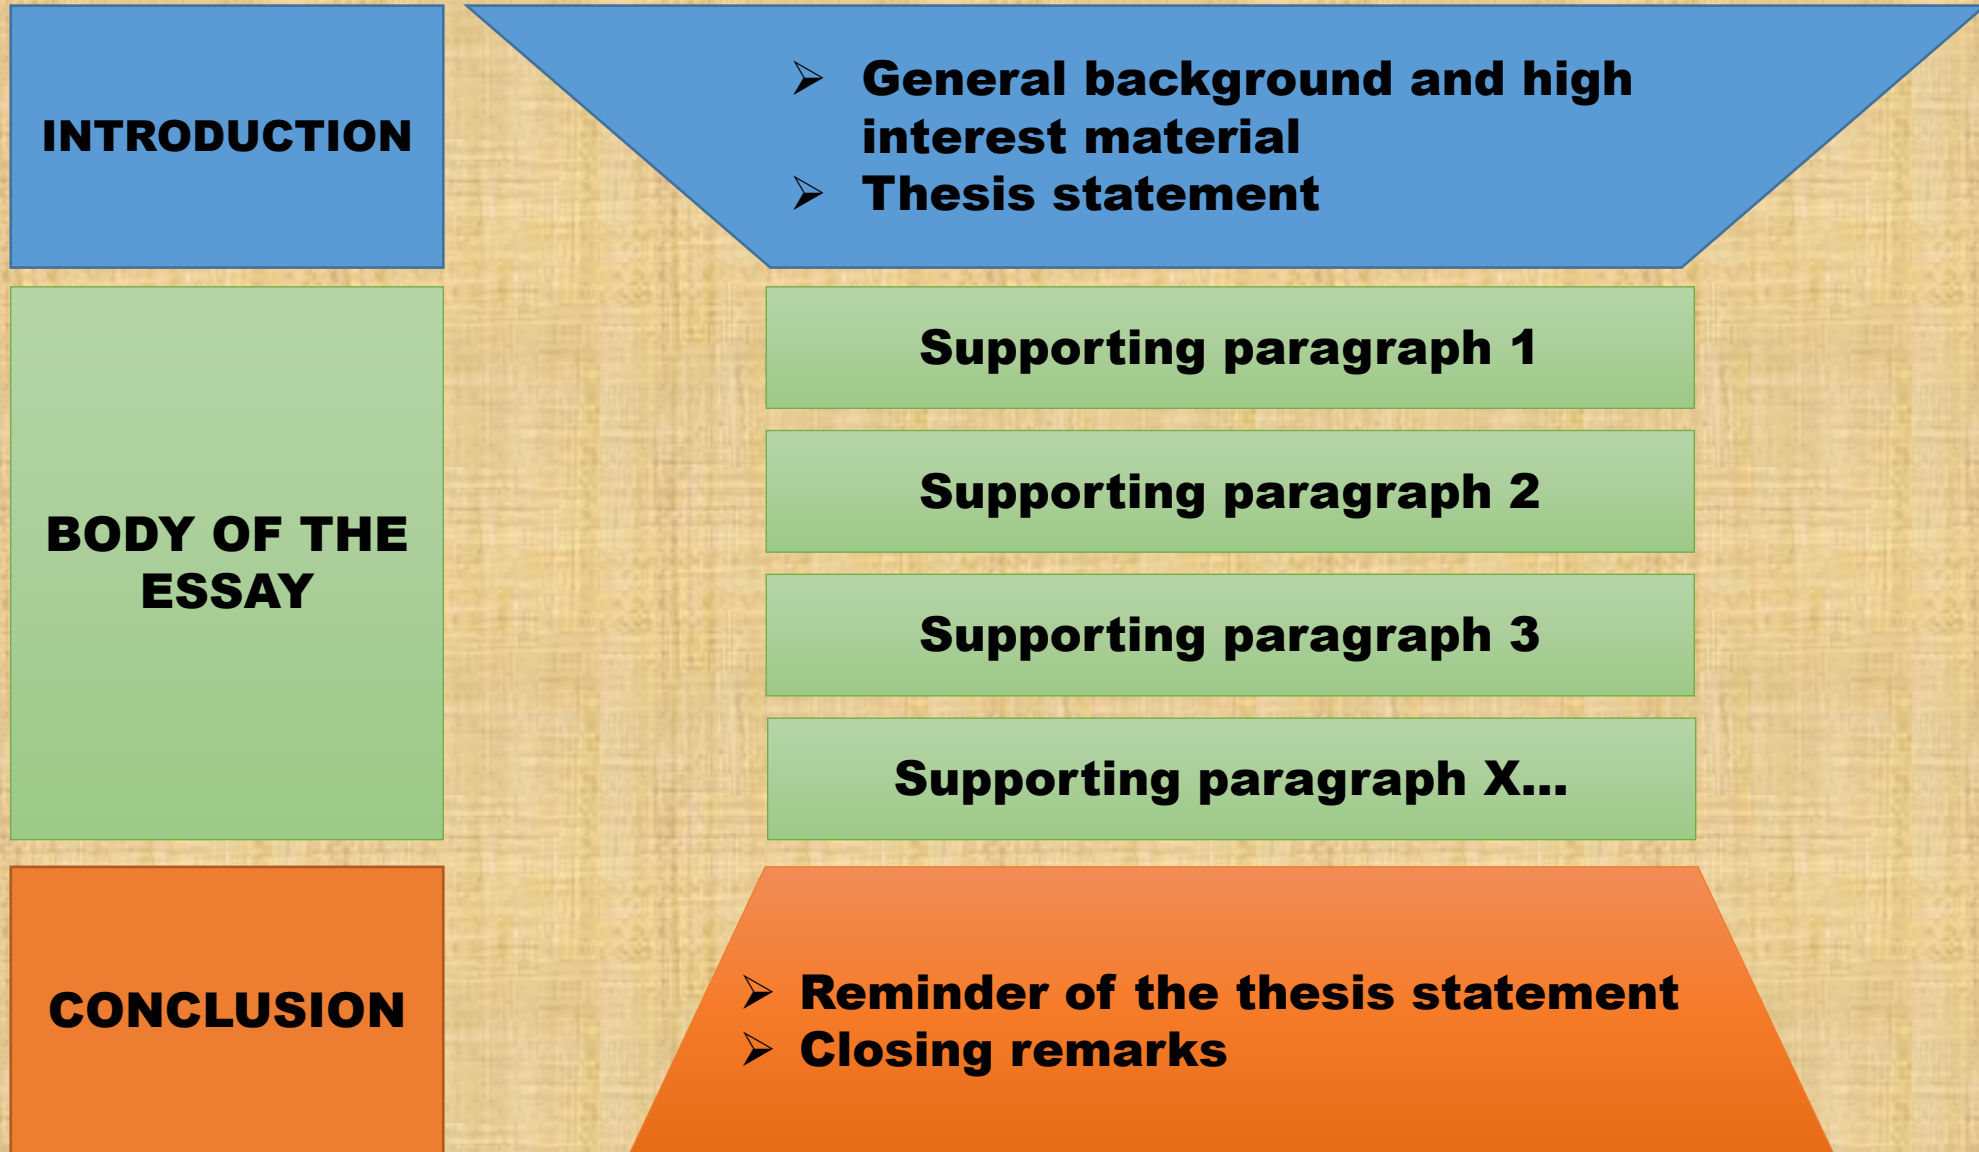 INTRODUCTION
➢ General background and high
interest material
➢ Thesis statement
BODY OF THE
ESSAY
Supporting paragraph 1
Supporting paragraph 2
Supporting paragraph 3
Supporting paragraph X...
CONCLUSION
➢ Reminder of the thesis statement
➢ Closing remarks